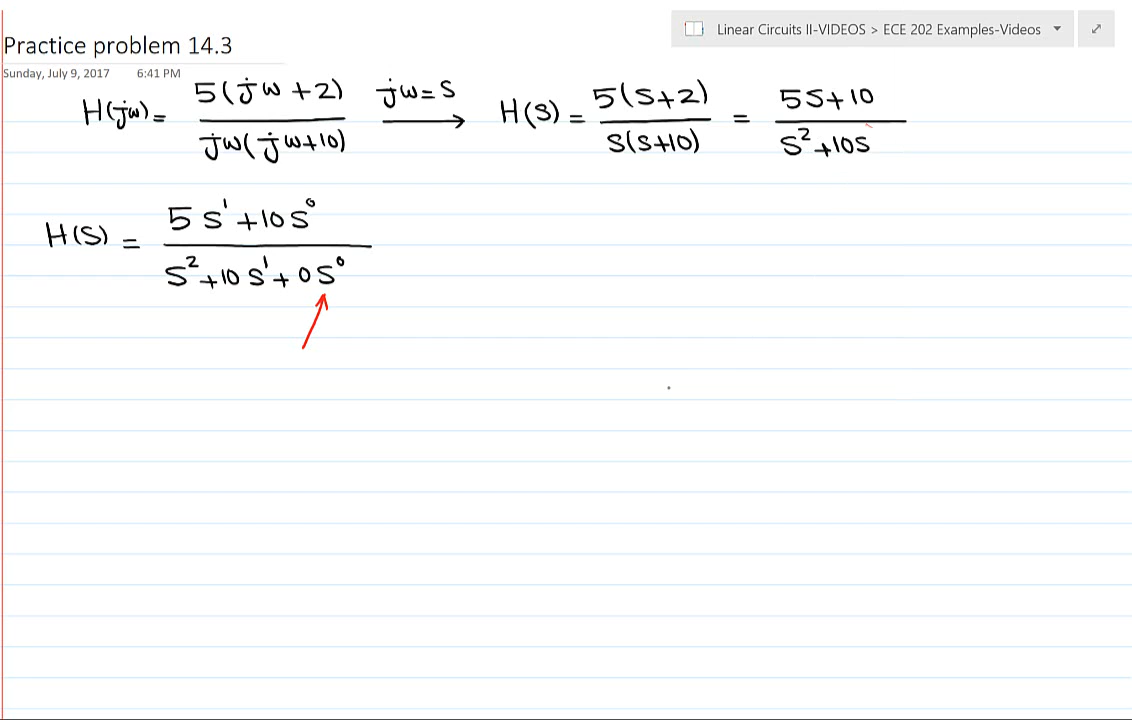 Linear Circuits II-VIDEOS > ECE 202 Examples-Videos
Practice problem 14.3
Sunday, July 9, 2017 6:41 PM
H(jω) = 5(jω+2) / jω(jω+10) jω=S → H(S) = 5(S+2) / S(S+10) = 5S+10 / S²+10S
H(S) = 5S¹+10S⁰ / S²+10S¹+0S⁰